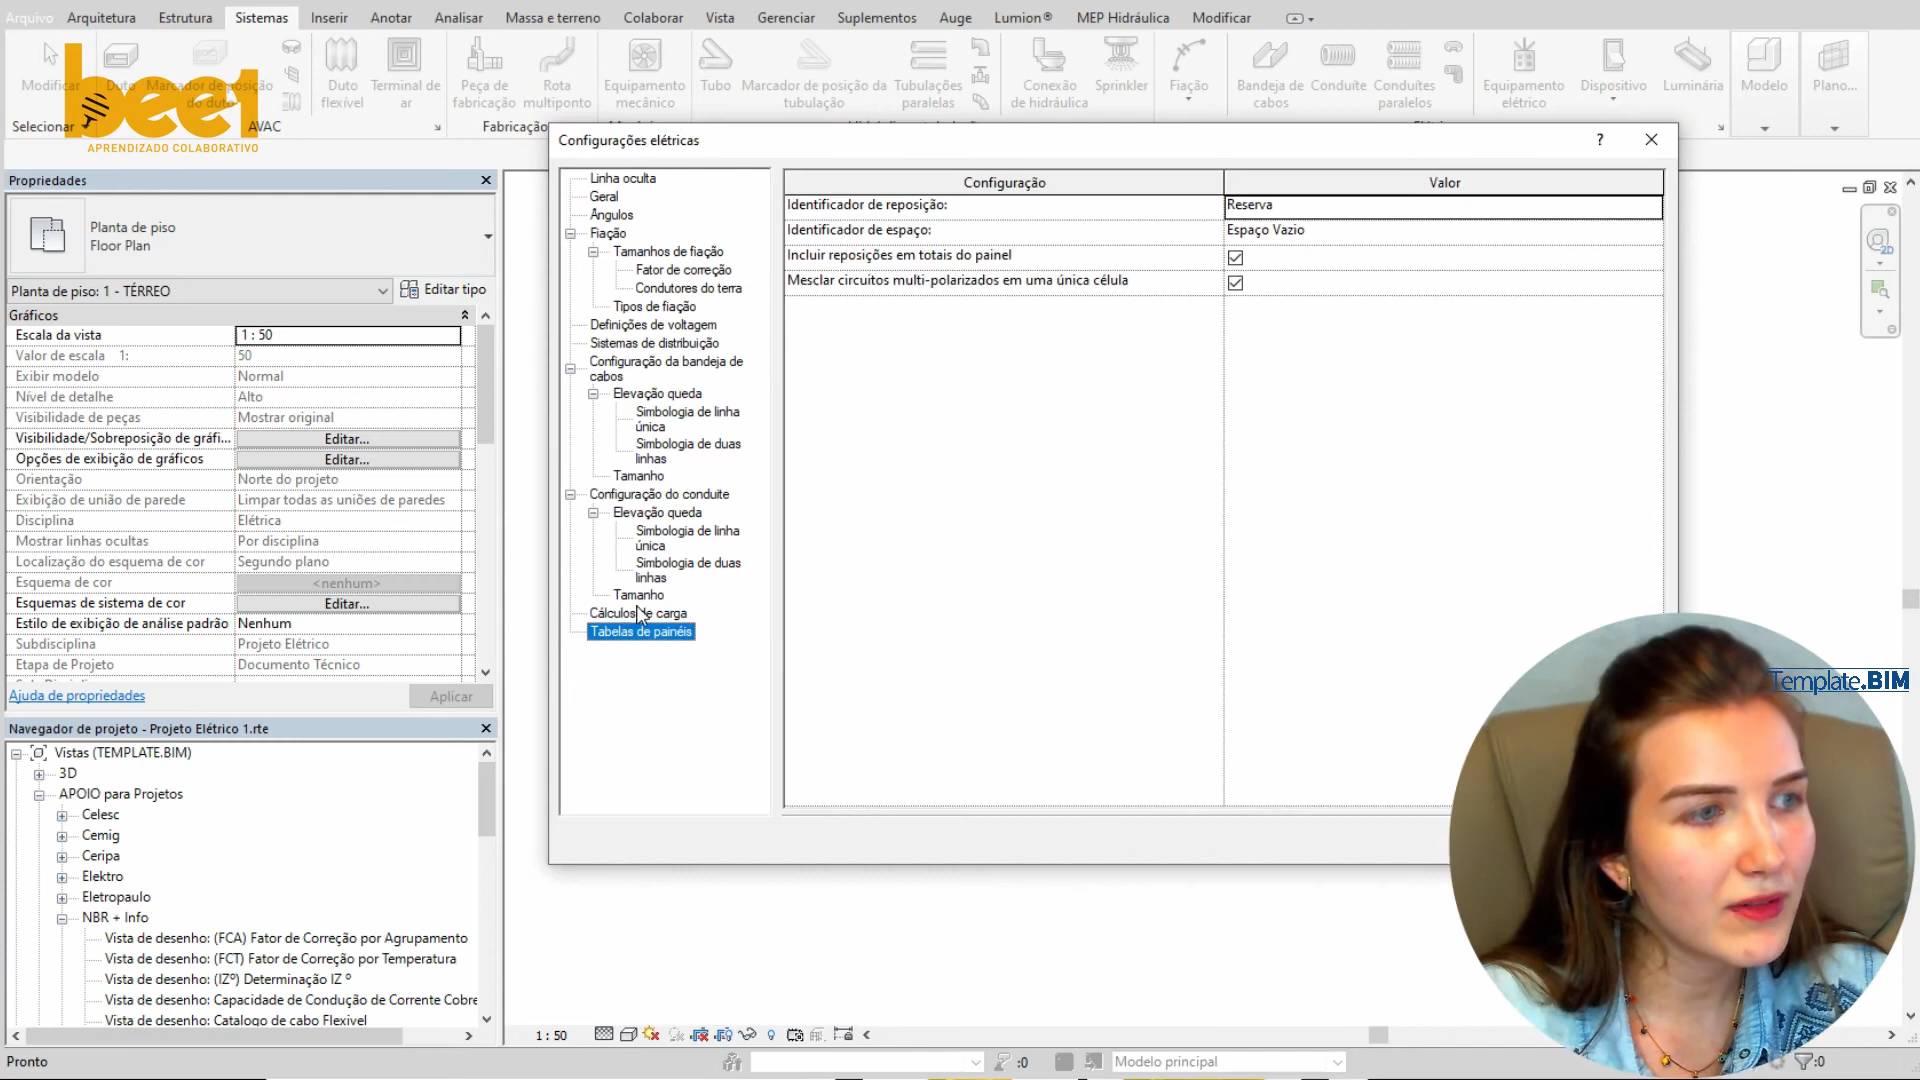 Arquivo Arquitetura Estrutura Sistemas Inserir Anotar Analisar Massa e terreno Colaborar Vista Gerenciar Suplementos Auge Lumion® MEP Hidráulica Modificar
Modificar Duto Marcador de posição do duto Duto flexível Terminal de ar Peça de fabricação Rota multiponto Equipamento mecânico Tubo Marcador de posição da tubulação Tubulações paralelas Conexão de hidráulica Sprinkler Fiação Bandeja de cabos Conduite Conduites paralelos Equipamento elétrico Dispositivo Luminária Modelo Plano...
Selecionar AVAC Fabricação
bee1
APRENDIZADO COLABORATIVO
Propriedades
Planta de piso
Floor Plan
Planta de piso: 1 - TÉRREO Editar tipo
Gráficos
Escala da vista 1 : 50
Valor de escala 1: 50
Exibir modelo Normal
Nível de detalhe Alto
Visibilidade de peças Mostrar original
Visibilidade/Sobreposição de gráfi... Editar...
Opções de exibição de gráficos Editar...
Orientação Norte do projeto
Exibição de união de parede Limpar todas as uniões de paredes
Disciplina Elétrica
Mostrar linhas ocultas Por disciplina
Localização do esquema de cor Segundo plano
Esquema de cor <nenhum>
Esquemas de sistema de cor Editar...
Estilo de exibição de análise padrão Nenhum
Subdisciplina Projeto Elétrico
Etapa de Projeto Documento Técnico
Ajuda de propriedades Aplicar
Navegador de projeto - Projeto Elétrico 1.rte
Vistas (TEMPLATE.BIM)
3D
APOIO para Projetos
Celesc
Cemig
Ceripa
Elektro
Eletropaulo
NBR + Info
Vista de desenho: (FCA) Fator de Correção por Agrupamento
Vista de desenho: (FCT) Fator de Correção por Temperatura
Vista de desenho: (IZº) Determinação IZ º
Vista de desenho: Capacidade de Condução de Corrente Cobre
Vista de desenho: Catalogo de cabo Flexivel
Configurações elétricas ?
Linha oculta
Geral
Ângulos
Fiação
Tamanhos de fiação
Fator de correção
Condutores do terra
Tipos de fiação
Definições de voltagem
Sistemas de distribuição
Configuração da bandeja de
cabos
Elevação queda
Simbologia de linha
única
Simbologia de duas
linhas
Tamanho
Configuração do conduite
Elevação queda
Simbologia de linha
única
Simbologia de duas
linhas
Tamanho
Cálculos de carga
Tabelas de painéis
Configuração Valor
Identificador de reposição: Reserva
Identificador de espaço: Espaço Vazio
Incluir reposições em totais do painel
Mesclar circuitos multi-polarizados em uma única célula
2D
Template.BIM
1 : 50
Pronto :0 Modelo principal :0